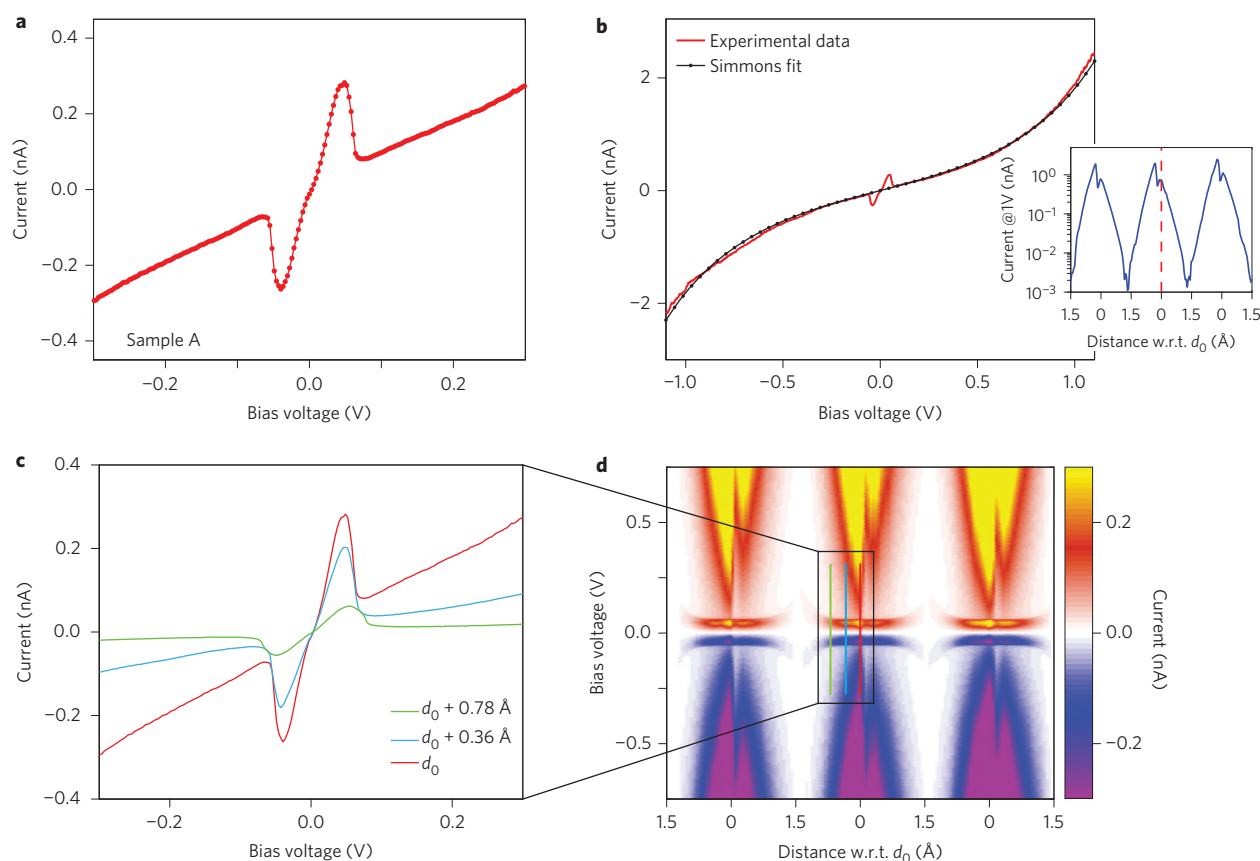 a
0.4
0.2
0.0
−0.2
−0.4
Current (nA)
Sample A
−0.2
0.0
0.2
Bias voltage (V)
b
Experimental data
Simmons fit
2
0
−2
Current (nA)
−1.0
−0.5
0.0
0.5
1.0
Bias voltage (V)
10⁰
10⁻¹
10⁻²
10⁻³
Current @1V (nA)
1.5
0
1.5
0
1.5
0
1.5
Distance w.r.t. d₀ (Å)
c
0.4
0.2
0.0
−0.2
−0.4
Current (nA)
d₀ + 0.78 Å
d₀ + 0.36 Å
d₀
−0.2
0.0
0.2
Bias voltage (V)
d
0.5
0.0
−0.5
Bias voltage (V)
1.5
0
1.5
0
1.5
0
1.5
Distance w.r.t. d₀ (Å)
0.2
0.0
−0.2
Current (nA)